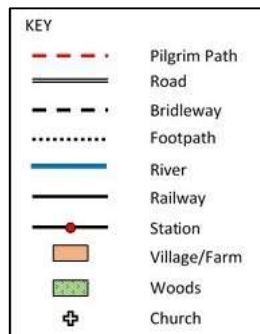 KEY
Pilgrim Path
Road
Bridleway
Footpath
River
Railway
Station
Village/Farm
Woods
Church